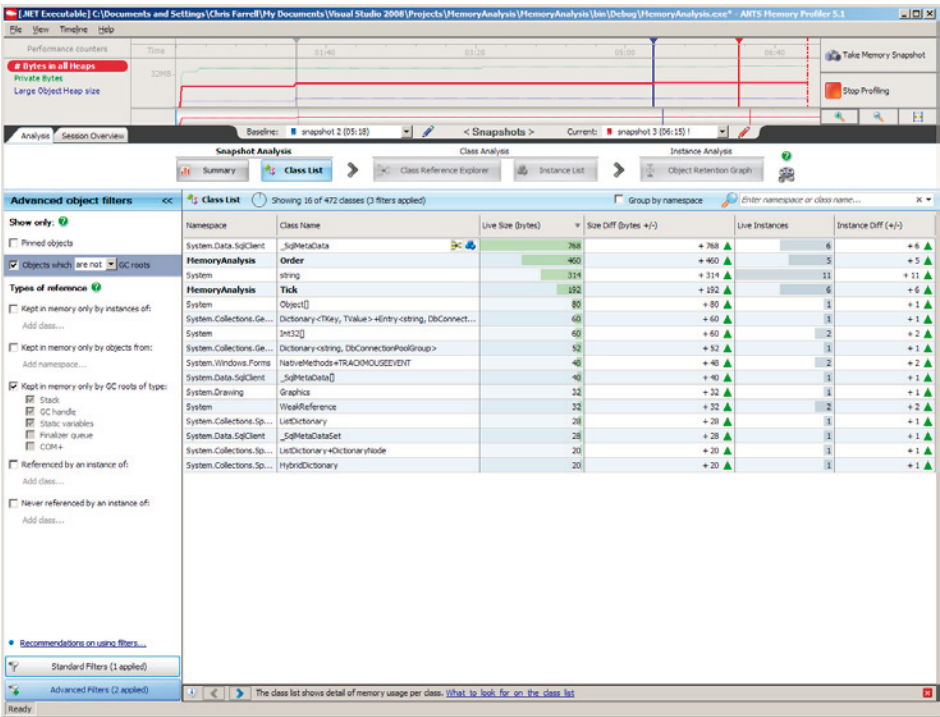 [.NET Executable] C:\Documents and Settings\Chris Farrell\My Documents\Visual Studio 2008\Projects\MemoryAnalysis\MemoryAnalysis\bin\Debug\MemoryAnalysis.exe* - ANTS Memory Profiler 5.1
File View Timeline Help
Performance counters Time 01:40 03:20 05:00 06:40
# Bytes in all Heaps
Private Bytes 32MB
Large Object Heap size
Take Memory Snapshot
Stop Profiling
Analysis Session Overview Baseline: snapshot 2 (05:18) < Snapshots > Current: snapshot 3 (06:15) !
Snapshot Analysis Class Analysis Instance Analysis
Summary Class List Class Reference Explorer Instance List Object Retention Graph
Advanced object filters << Class List Showing 16 of 472 classes (3 filters applied) Group by namespace Enter namespace or class name...
Show only:
Pinned objects
Objects which are not GC roots
Types of reference
Kept in memory only by instances of:
Add class...
Kept in memory only by objects from:
Add namespace...
Kept in memory only by GC roots of type:
Stack
GC handle
Static variables
Finalizer queue
COM+
Referenced by an instance of:
Add class...
Never referenced by an instance of:
Add class...
Recommendations on using filters...
Standard Filters (1 applied)
Advanced Filters (2 applied)
Namespace Class Name Live Size (bytes) Size Diff (bytes +/-) Live Instances Instance Diff (+/-)
System.Data.SqlClient _SqlMetaData 768 + 768 6 + 6
MemoryAnalysis Order 460 + 460 5 + 5
System string 314 + 314 11 + 11
MemoryAnalysis Tick 192 + 192 6 + 6
System Object[] 80 + 80 1 + 1
System.Collections.Ge... Dictionary<TKey, TValue>+Entry<string, DbConnect... 60 + 60 1 + 1
System Int32[] 60 + 60 2 + 2
System.Collections.Ge... Dictionary<string, DbConnectionPoolGroup> 52 + 52 1 + 1
System.Windows.Forms NativeMethods+TRACKMOUSEEVENT 48 + 48 2 + 2
System.Data.SqlClient _SqlMetaData[] 40 + 40 1 + 1
System.Drawing Graphics 32 + 32 1 + 1
System WeakReference 32 + 32 2 + 2
System.Collections.Sp... ListDictionary 28 + 28 1 + 1
System.Data.SqlClient _SqlMetaDataSet 28 + 28 1 + 1
System.Collections.Sp... ListDictionary+DictionaryNode 20 + 20 1 + 1
System.Collections.Sp... HybridDictionary 20 + 20 1 + 1
The class list shows detail of memory usage per class. What to look for on the class list
Ready